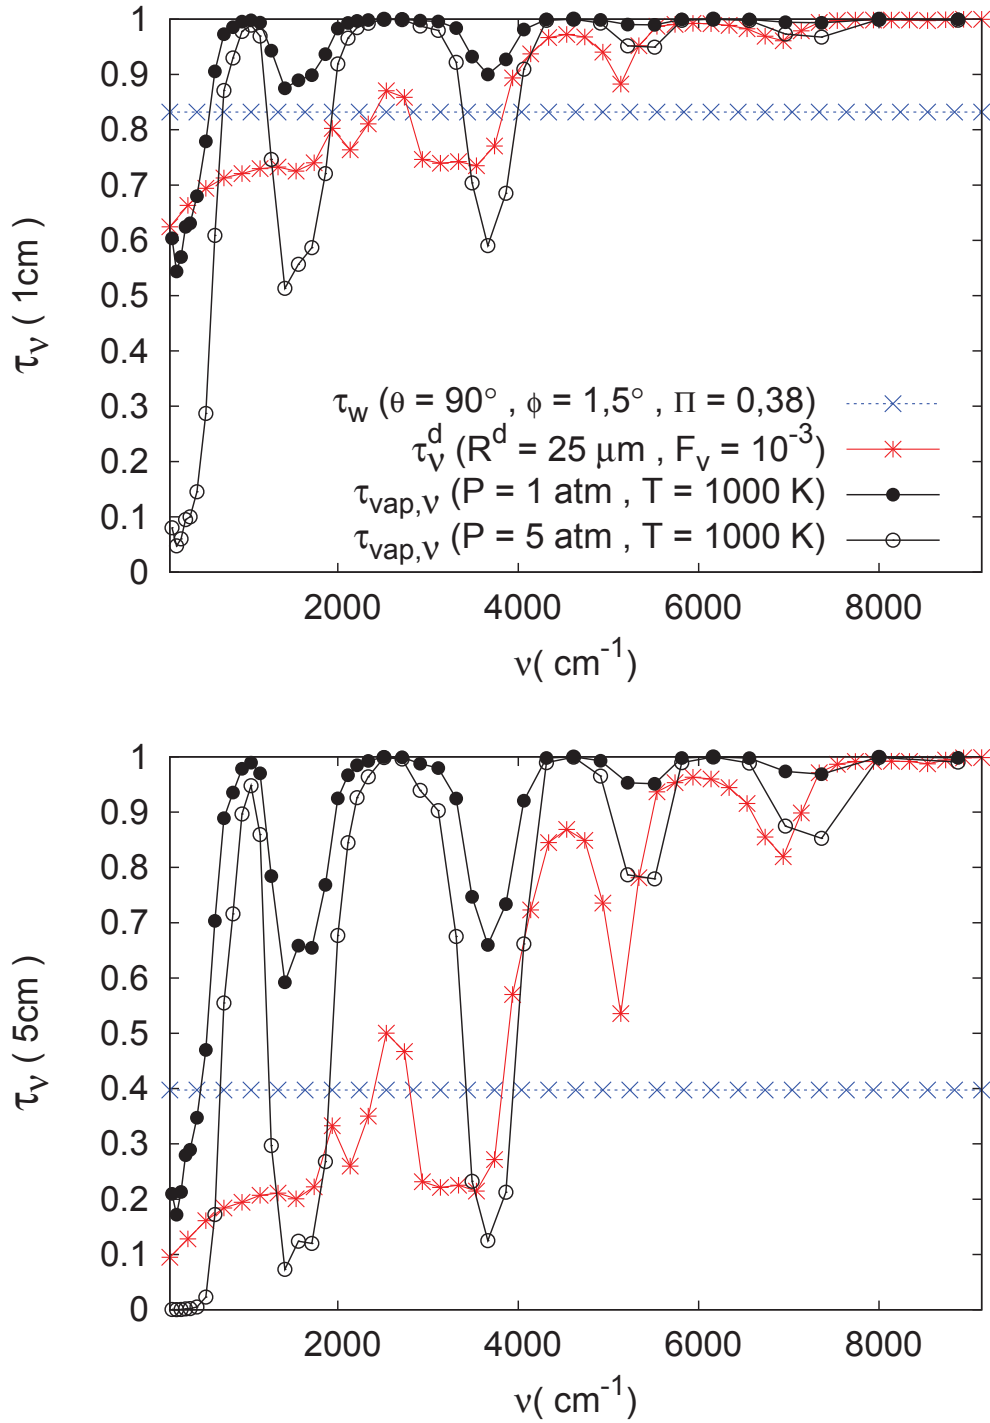 1
0.9
0.8
0.7
0.6
0.5
0.4
0.3
0.2
0.1
0
τν ( 1cm )
τw (θ = 90° , ϕ = 1,5° , Π = 0,38)
τνd (Rd = 25 μm , Fv = 10-3)
τvap,ν (P = 1 atm , T = 1000 K)
τvap,ν (P = 5 atm , T = 1000 K)
2000 4000 6000 8000
ν( cm-1)
1
0.9
0.8
0.7
0.6
0.5
0.4
0.3
0.2
0.1
0
τν ( 5cm )
2000 4000 6000 8000
ν( cm-1)